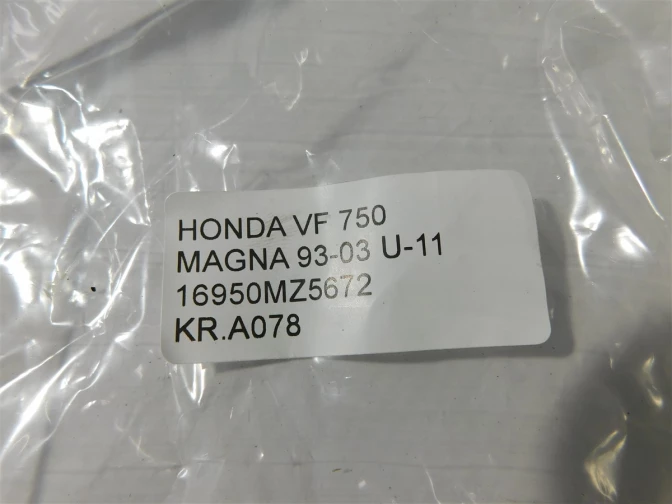 HONDA VF 750
MAGNA 93-03 U-11
16950MZ5672
KR.A078